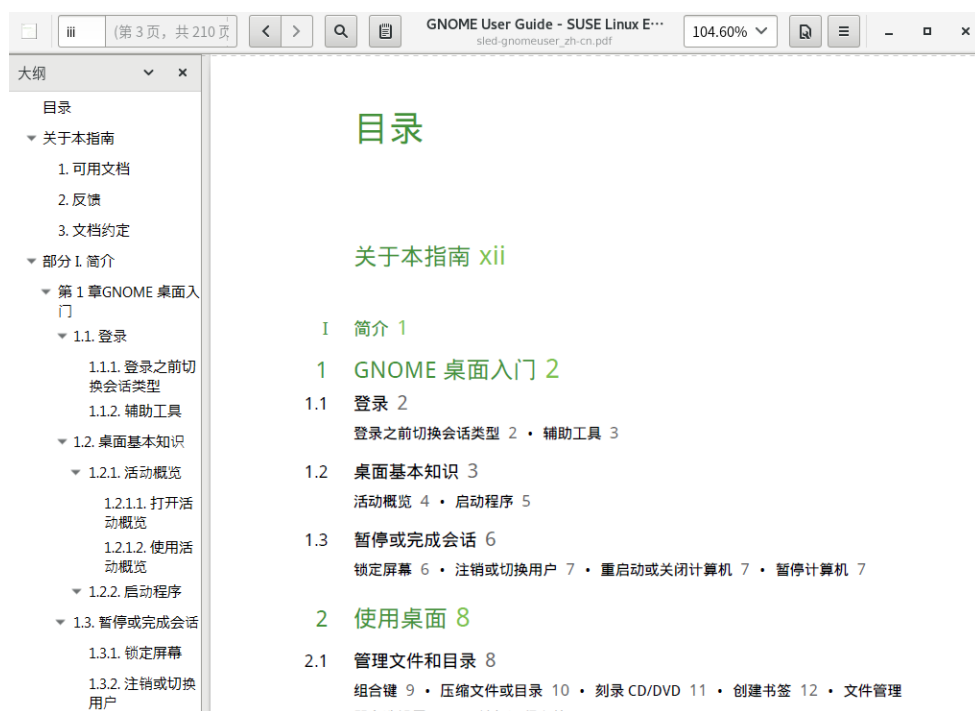 iii
(第 3 页，共 210 页
GNOME User Guide - SUSE Linux E···
sled-gnomeuser_zh-cn.pdf
104.60%
大纲
目录
关于本指南
1. 可用文档
2. 反馈
3. 文档约定
部分 I. 简介
第 1 章GNOME 桌面入
门
1.1. 登录
1.1.1. 登录之前切
换会话类型
1.1.2. 辅助工具
1.2. 桌面基本知识
1.2.1. 活动概览
1.2.1.1. 打开活
动概览
1.2.1.2. 使用活
动概览
1.2.2. 启动程序
1.3. 暂停或完成会话
1.3.1. 锁定屏幕
1.3.2. 注销或切换
用户
目录
关于本指南 xii
I 简介 1
1 GNOME 桌面入门 2
1.1 登录 2
登录之前切换会话类型 2 • 辅助工具 3
1.2 桌面基本知识 3
活动概览 4 • 启动程序 5
1.3 暂停或完成会话 6
锁定屏幕 6 • 注销或切换用户 7 • 重启动或关闭计算机 7 • 暂停计算机 7
2 使用桌面 8
2.1 管理文件和目录 8
组合键 9 • 压缩文件或目录 10 • 刻录 CD/DVD 11 • 创建书签 12 • 文件管理